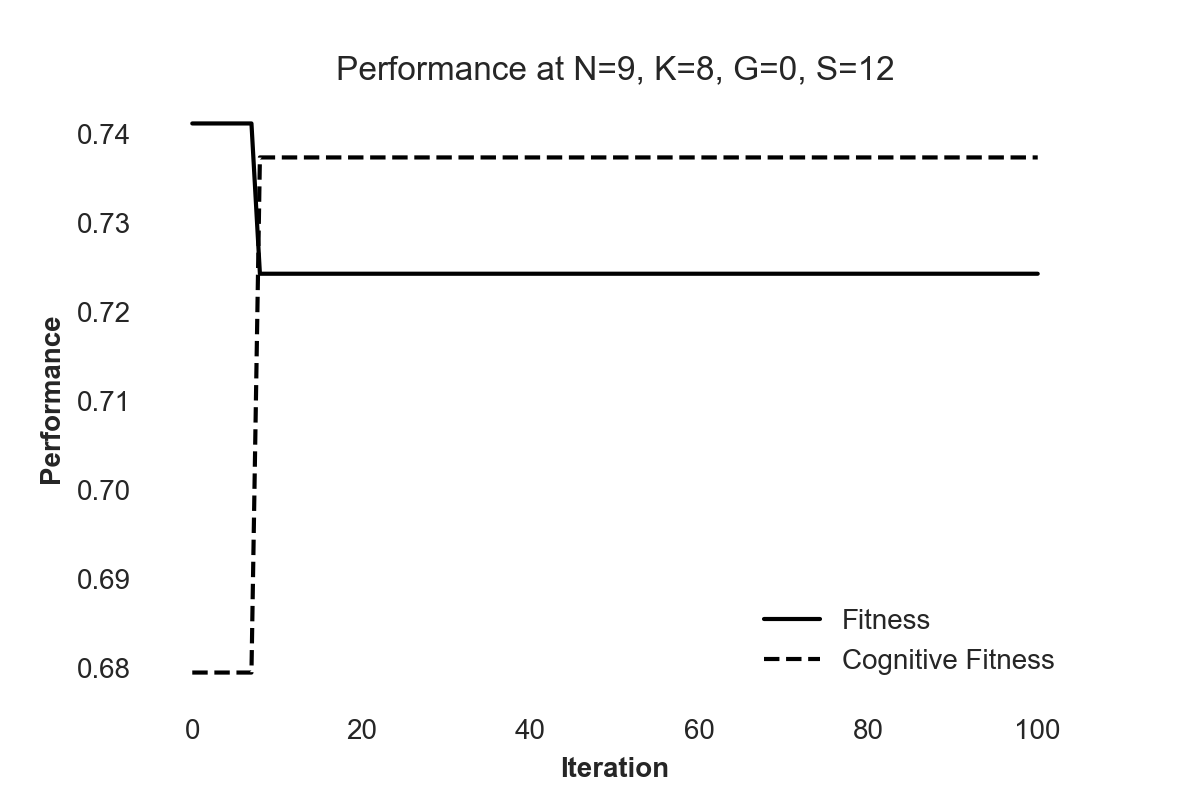 Performance at N=9, K=8, G=0, S=12
0.74
0.73
0.72
0.71
0.70
0.69
0.68
Performance
Fitness
Cognitive Fitness
0 20 40 60 80 100
Iteration